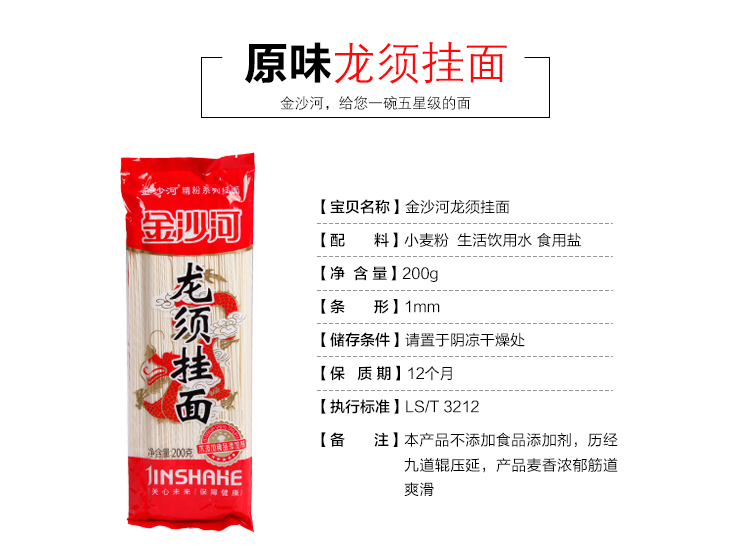 原味龙须挂面
金沙河，给您一碗五星级的面
金沙河 精粉系列挂面
金沙河
龙须挂面
净含量:200克
JINSHAHE
关心未来/保障健康
【宝贝名称】金沙河龙须挂面
【配 料】小麦粉 生活饮用水 食用盐
【净 含 量】200g
【条 形】1mm
【储存条件】请置于阴凉干燥处
【保 质 期】12个月
【执行标准】LS/T 3212
【备 注】本产品不添加食品添加剂，历经
九道辊压延，产品麦香浓郁筋道
爽滑